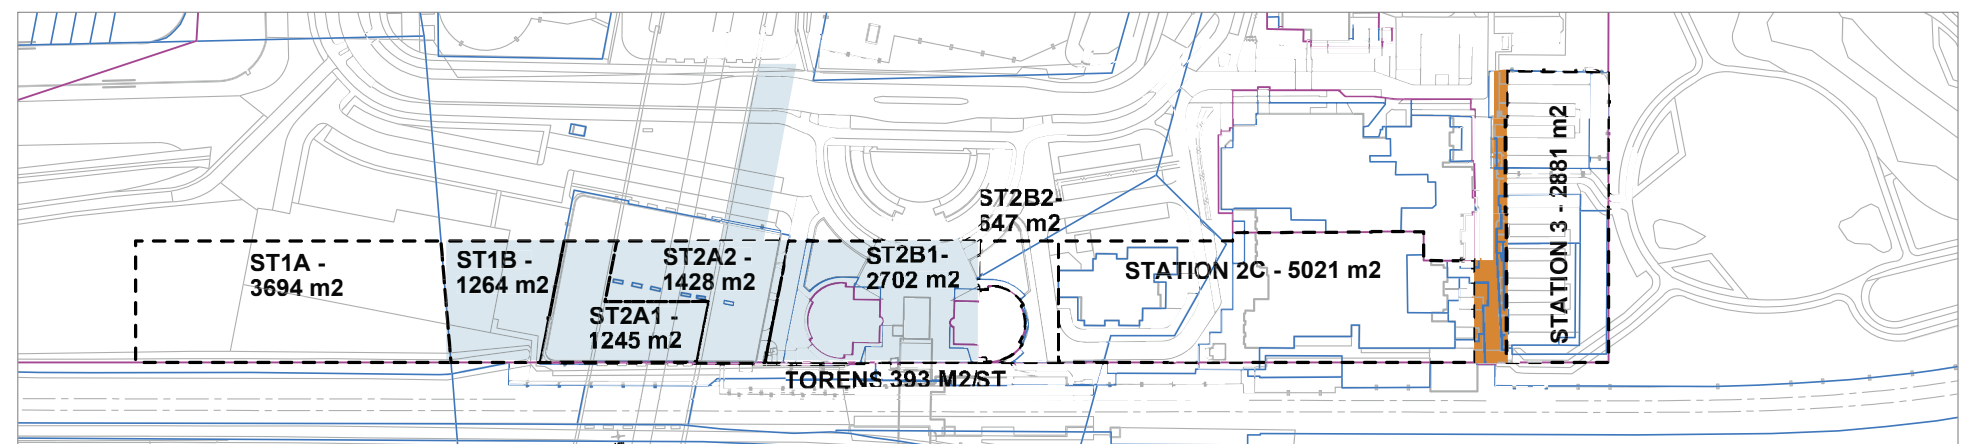 ST1A -
3694 m2
ST1B -
1264 m2
ST2A2 -
1428 m2
ST2A1 -
1245 m2
ST2B1-
2702 m2
ST2B2-
647 m2
STATION 2C - 5021 m2
STATION 3 - 2881 m2
TORENS 393 M2/ST